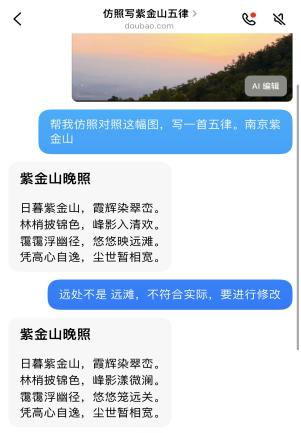 仿照写紫金山五律
doubao.com
AI 编辑
帮我仿照对照这幅图，写一首五律。南京紫
金山
紫金山晚照
日暮紫金山，霞辉染翠峦。
林梢披锦色，峰影入清欢。
霭霭浮幽径，悠悠映远滩。
凭高心自逸，尘世暂相宽。
远处不是 远滩，不符合实际，要进行修改
紫金山晚照
日暮紫金山，霞辉染翠峦。
林梢披锦色，峰影漾微澜。
霭霭浮幽径，悠悠笼远关。
凭高心自逸，尘世暂相宽。